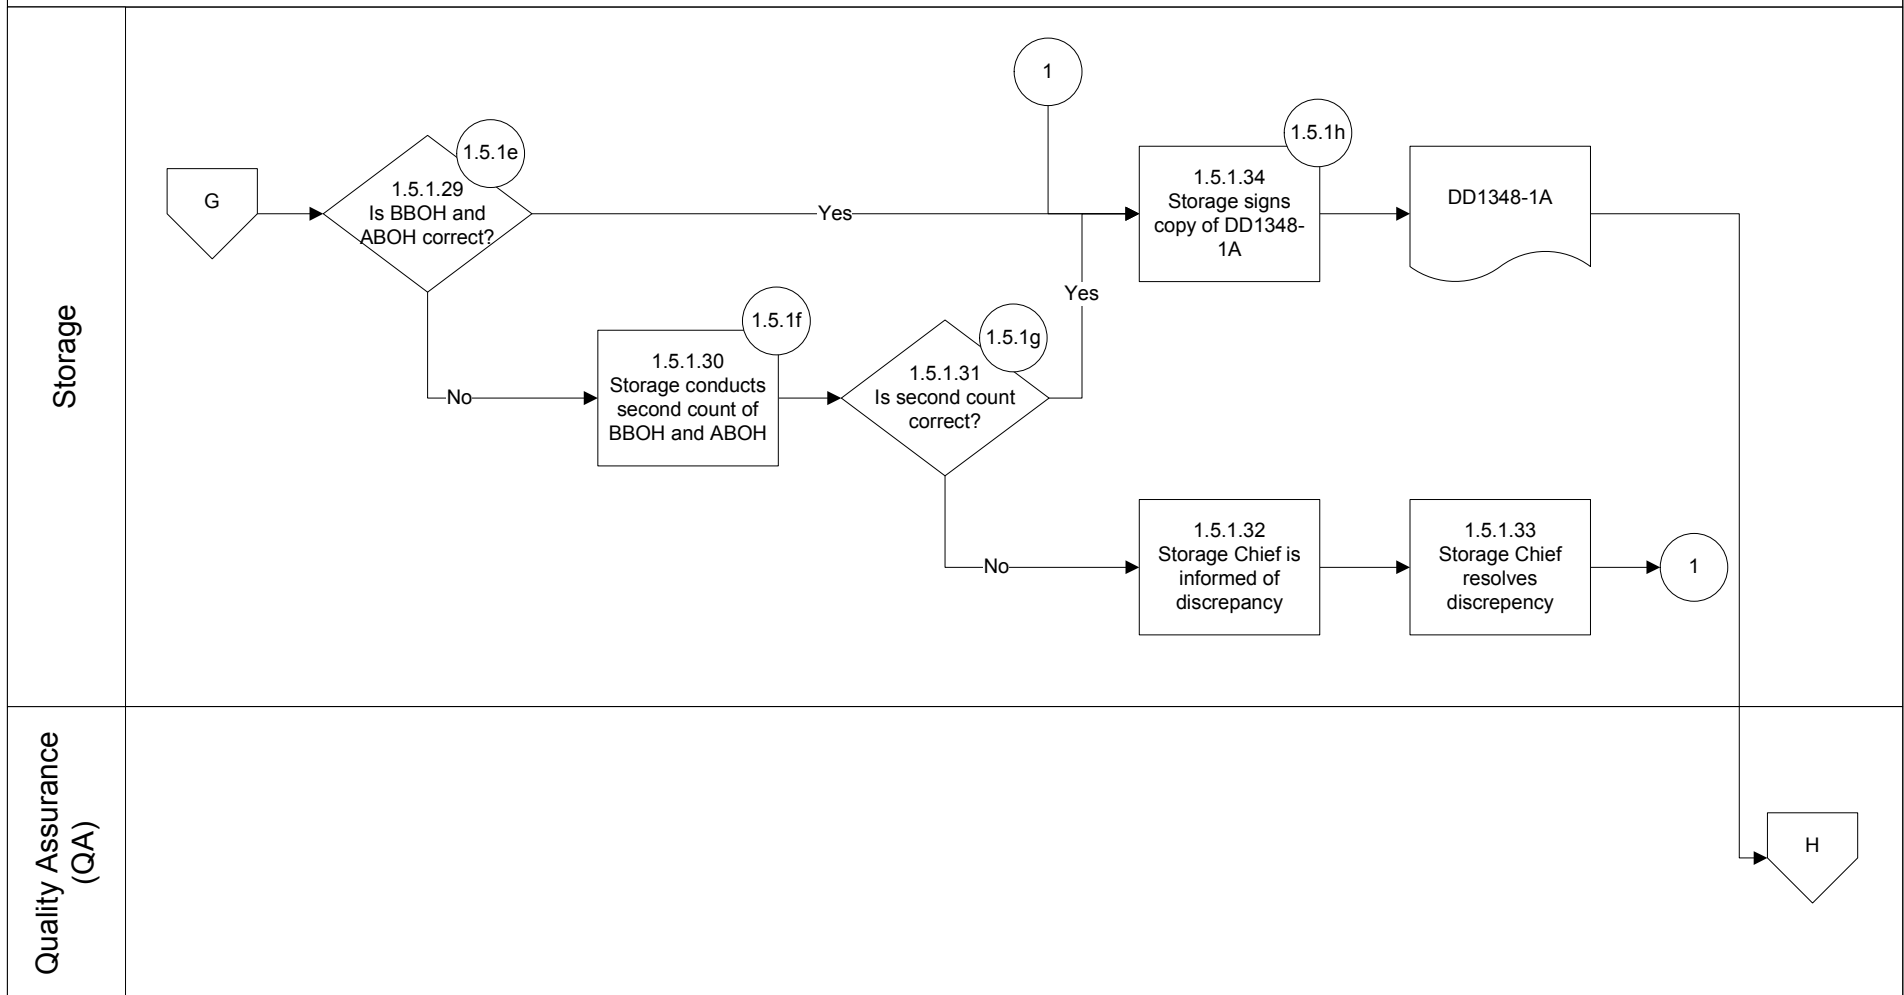 Storage
G
1.5.1e
1.5.1.29
Is BBOH and
ABOH correct?
Yes
No
1
1.5.1h
1.5.1.34
Storage signs
copy of DD1348-
1A
DD1348-1A
1.5.1f
1.5.1.30
Storage conducts
second count of
BBOH and ABOH
1.5.1g
1.5.1.31
Is second count
correct?
Yes
No
1.5.1.32
Storage Chief is
informed of
discrepancy
1.5.1.33
Storage Chief
resolves
discrepency
1
Quality Assurance
(QA)
H